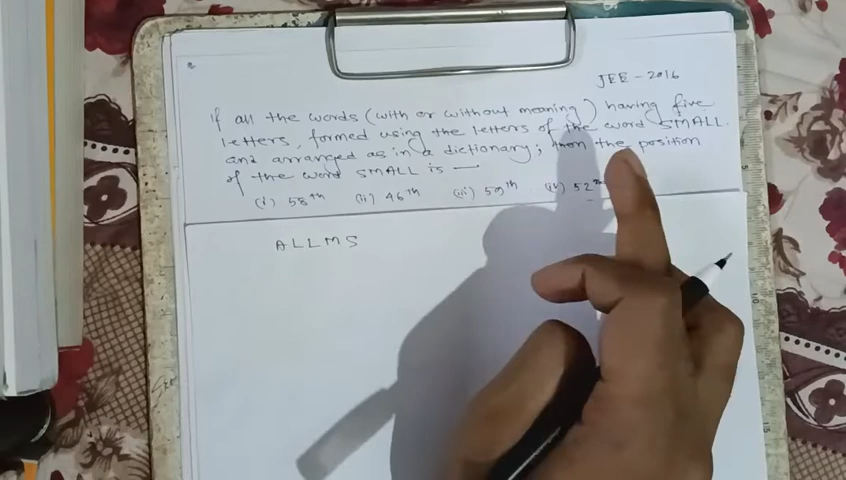 JEE-2016
If all the words (with or without meaning) having five
letters, formed using the letters of the word SMALL.
and arranged as in a dictionary; then the position
of the word SMALL is —
(i) 58th (ii) 46th (iii) 59th (iv) 52th
ALLMS